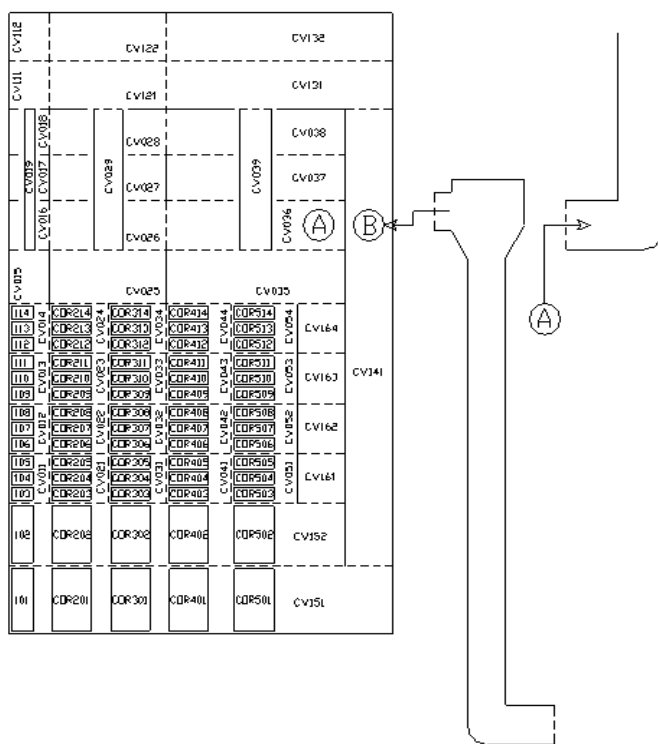 CV112 CV122 CV132
CV111 CV121 CV131
CV018 CV028 CV038
CV019 CV017 CV029 CV027 CV039 CV037
CV016 CV026 CV036 A B
A
CV015 CV025 CV035
114 COR214 COR314 COR414 COR514
113 CV014 COR213 CV024 COR313 CV034 COR413 CV044 COR513 CV054 CV164
112 COR212 COR312 COR412 COR512
111 COR211 COR311 COR411 COR511
110 CV013 COR210 CV023 COR310 CV033 COR410 CV043 COR510 CV053 CV163 CV141
109 COR209 COR309 COR409 COR509
108 COR208 COR308 COR408 COR508
107 CV012 COR207 CV022 COR307 CV032 COR407 CV042 COR507 CV052 CV162
106 COR206 COR306 COR406 COR506
105 COR205 COR305 COR405 COR505
104 CV011 COR204 CV021 COR304 CV031 COR404 CV041 COR504 CV051 CV161
103 COR203 COR303 COR403 COR503
102 COR202 COR302 COR402 COR502 CV152
101 COR201 COR301 COR401 COR501 CV151